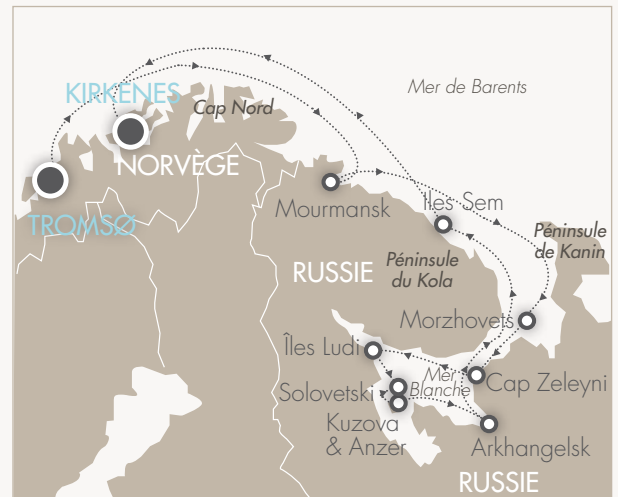 KIRKENES
Mer de Barents
Cap Nord
NORVÈGE
Îles Sem
Mourmansk
TROMSØ
Péninsule
de Kanin
Péninsule
du Kola
RUSSIE
Morzhovets
Îles Ludi
Mer
Blanche
Cap Zeleyni
Solovetski
Kuzova
& Anzer
Arkhangelsk
RUSSIE